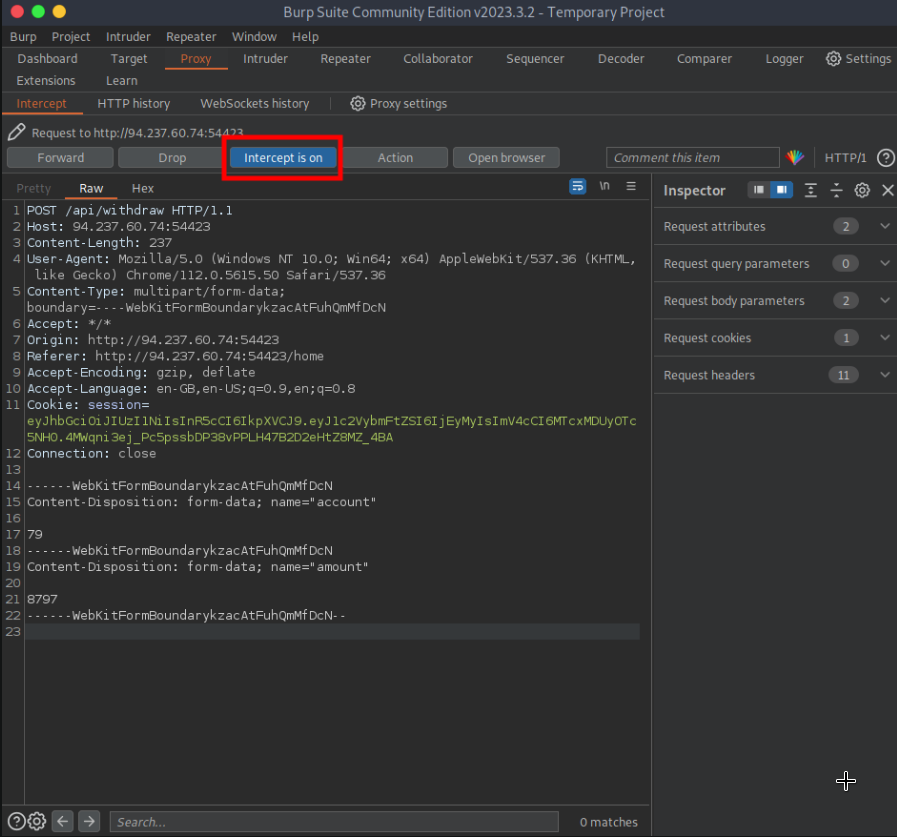 Burp Suite Community Edition v2023.3.2 - Temporary Project
Burp Project Intruder Repeater Window Help
Dashboard Target Proxy Intruder Repeater Collaborator Sequencer Decoder Comparer Logger Settings
Extensions Learn
Intercept HTTP history WebSockets history Proxy settings
Request to http://94.237.60.74:54423
Forward Drop Intercept is on Action Open browser Comment this item HTTP/1 ?
Pretty Raw Hex \n
Inspector
1 POST /api/withdraw HTTP/1.1
2 Host: 94.237.60.74:54423
3 Content-Length: 237
4 User-Agent: Mozilla/5.0 (Windows NT 10.0; Win64; x64) AppleWebKit/537.36 (KHTML,
like Gecko) Chrome/112.0.5615.50 Safari/537.36
5 Content-Type: multipart/form-data;
boundary=----WebKitFormBoundarykzacAtFuhQmMfDcN
6 Accept: */*
7 Origin: http://94.237.60.74:54423
8 Referer: http://94.237.60.74:54423/home
9 Accept-Encoding: gzip, deflate
10 Accept-Language: en-GB,en-US;q=0.9,en;q=0.8
11 Cookie: session=
eyJhbGciOiJIUzI1NiIsInR5cCI6IkpXVCJ9.eyJ1c2VybmFtZSI6IjEyMyIsImV4cCI6MTcxMDUyOTc
5NH0.4MWqni3ej_Pc5pssbDP38vPPLH47B2D2eHtZ8MZ_4BA
12 Connection: close
13
14 ------WebKitFormBoundarykzacAtFuhQmMfDcN
15 Content-Disposition: form-data; name="account"
16
17 79
18 ------WebKitFormBoundarykzacAtFuhQmMfDcN
19 Content-Disposition: form-data; name="amount"
20
21 8797
22 ------WebKitFormBoundarykzacAtFuhQmMfDcN--
23
Request attributes 2
Request query parameters 0
Request body parameters 2
Request cookies 1
Request headers 11
? Search... 0 matches